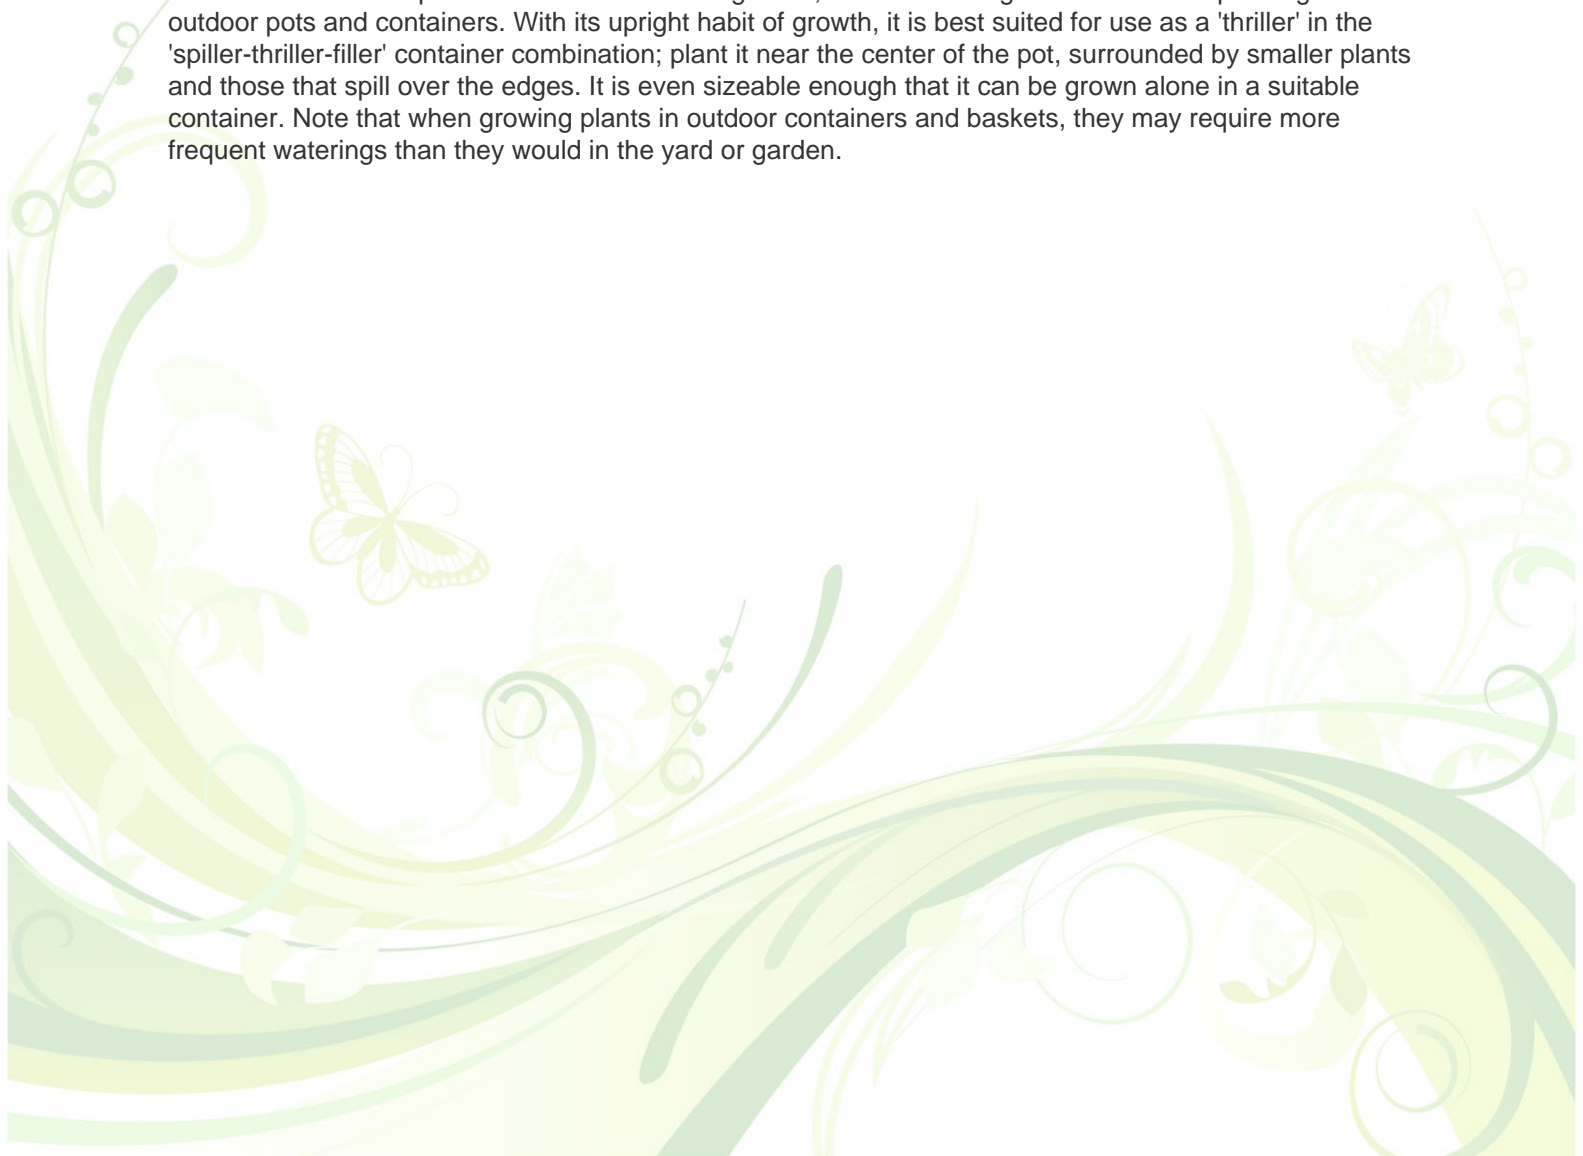 outdoor pots and containers. With its upright habit of growth, it is best suited for use as a 'thriller' in the
'spiller-thriller-filler' container combination; plant it near the center of the pot, surrounded by smaller plants
and those that spill over the edges. It is even sizeable enough that it can be grown alone in a suitable
container. Note that when growing plants in outdoor containers and baskets, they may require more
frequent waterings than they would in the yard or garden.